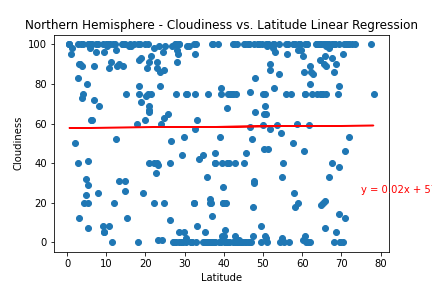 Northern Hemisphere - Cloudiness vs. Latitude Linear Regression
100
80
60
40
20
0
Cloudiness
y = 0.02x + 5
0 10 20 30 40 50 60 70 80
Latitude